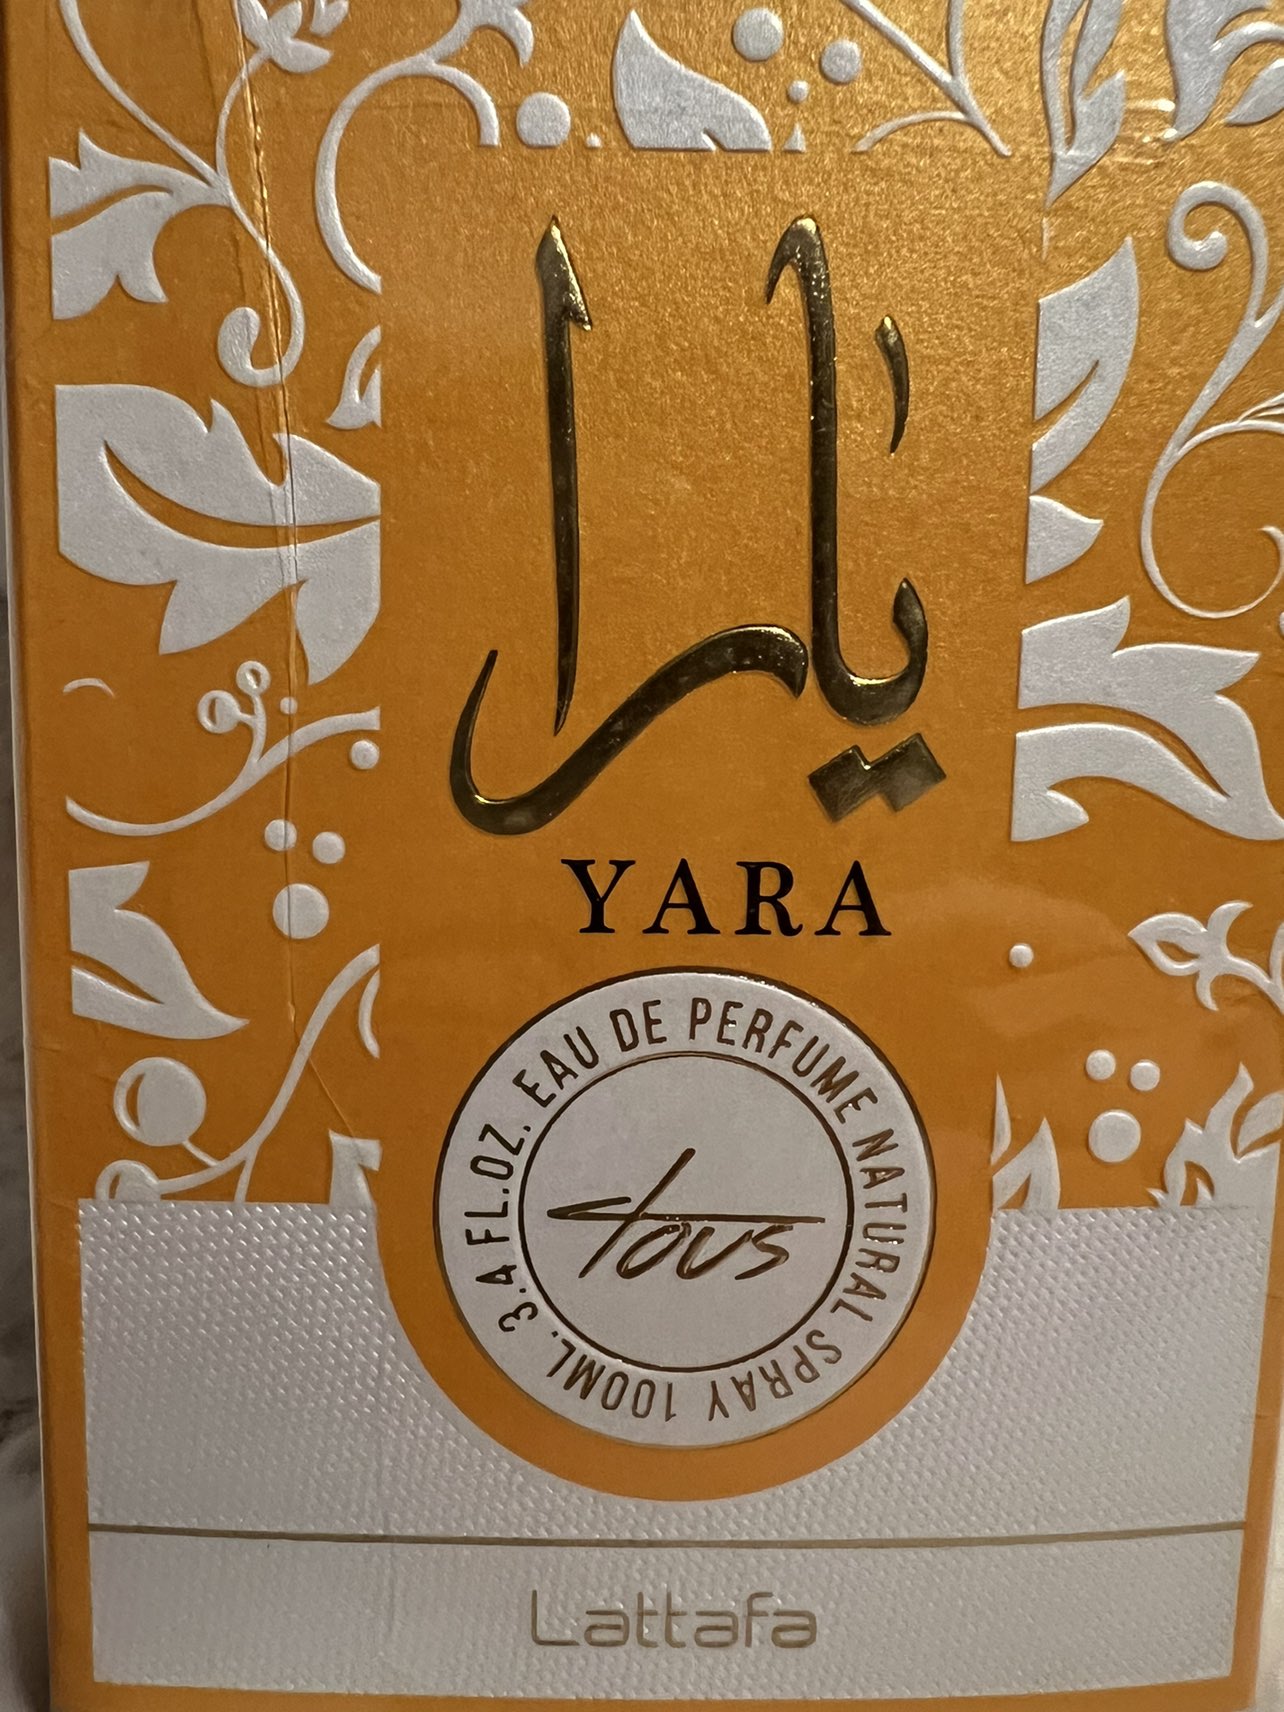 يارا
YARA
EAU DE PERFUME NATURAL SPRAY 100ML. 3.4 FL.OZ.
tous
Lattafa